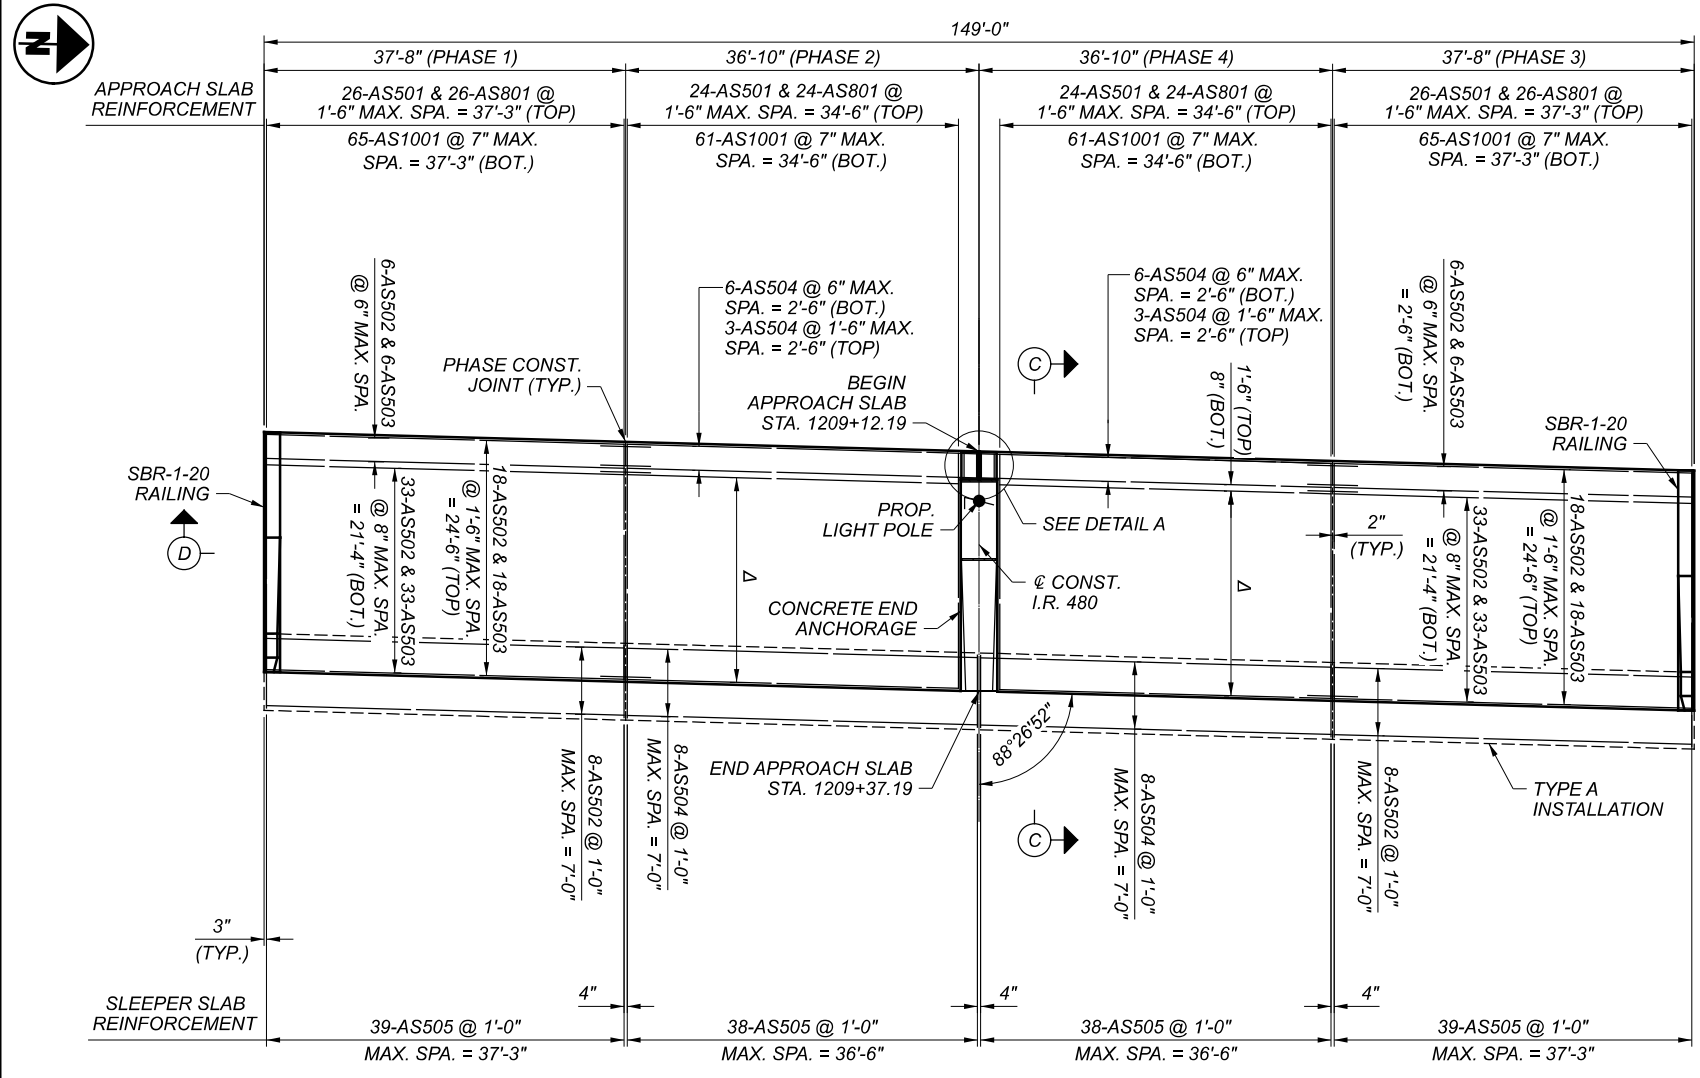 N
149'-0"
37'-8" (PHASE 1)
36'-10" (PHASE 2)
36'-10" (PHASE 4)
37'-8" (PHASE 3)
APPROACH SLAB
REINFORCEMENT
26-AS501 & 26-AS801 @
1'-6" MAX. SPA. = 37'-3" (TOP)
65-AS1001 @ 7" MAX.
SPA. = 37'-3" (BOT.)
24-AS501 & 24-AS801 @
1'-6" MAX. SPA. = 34'-6" (TOP)
61-AS1001 @ 7" MAX.
SPA. = 34'-6" (BOT.)
24-AS501 & 24-AS801 @
1'-6" MAX. SPA. = 34'-6" (TOP)
61-AS1001 @ 7" MAX.
SPA. = 34'-6" (BOT.)
26-AS501 & 26-AS801 @
1'-6" MAX. SPA. = 37'-3" (TOP)
65-AS1001 @ 7" MAX.
SPA. = 37'-3" (BOT.)
6-AS502 & 6-AS503
@ 6" MAX. SPA.
6-AS504 @ 6" MAX.
SPA. = 2'-6" (BOT.)
3-AS504 @ 1'-6" MAX.
SPA. = 2'-6" (TOP)
6-AS504 @ 6" MAX.
SPA. = 2'-6" (BOT.)
3-AS504 @ 1'-6" MAX.
SPA. = 2'-6" (TOP)
6-AS502 & 6-AS503
@ 6" MAX. SPA.
= 2'-6" (BOT.)
PHASE CONST.
JOINT (TYP.)
BEGIN
APPROACH SLAB
STA. 1209+12.19
C
1'-6" (TOP)
8" (BOT.)
SBR-1-20
RAILING
SBR-1-20
RAILING
D
33-AS502 & 33-AS503
@ 8" MAX. SPA.
= 21'-4" (BOT.)
18-AS502 & 18-AS503
@ 1'-6" MAX. SPA.
= 24'-6" (TOP)
PROP.
LIGHT POLE
SEE DETAIL A
2"
(TYP.)
33-AS502 & 33-AS503
@ 8" MAX. SPA.
= 21'-4" (BOT.)
18-AS502 & 18-AS503
@ 1'-6" MAX. SPA.
= 24'-6" (TOP)
Δ
Δ
℄ CONST.
I.R. 480
CONCRETE END
ANCHORAGE
88°26'52"
END APPROACH SLAB
STA. 1209+37.19
8-AS502 @ 1'-0"
MAX. SPA. = 7'-0"
8-AS504 @ 1'-0"
MAX. SPA. = 7'-0"
C
8-AS504 @ 1'-0"
MAX. SPA. = 7'-0"
8-AS502 @ 1'-0"
MAX. SPA. = 7'-0"
TYPE A
INSTALLATION
3"
(TYP.)
4"
4"
4"
SLEEPER SLAB
REINFORCEMENT
39-AS505 @ 1'-0"
MAX. SPA. = 37'-3"
38-AS505 @ 1'-0"
MAX. SPA. = 36'-6"
38-AS505 @ 1'-0"
MAX. SPA. = 36'-6"
39-AS505 @ 1'-0"
MAX. SPA. = 37'-3"